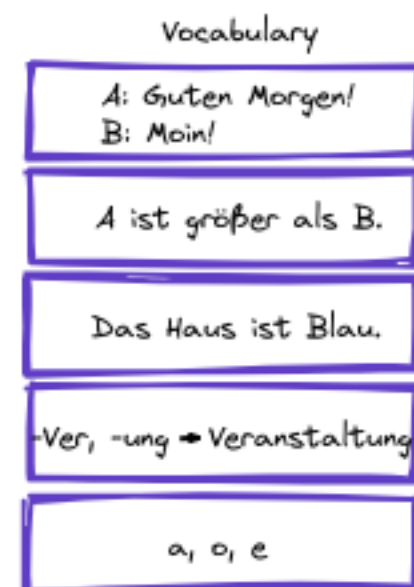 Vocabulary
A: Guten Morgen!
B: Moin!
A ist größer als B.
Das Haus ist Blau.
-Ver, -ung → Veranstaltung
a, o, e